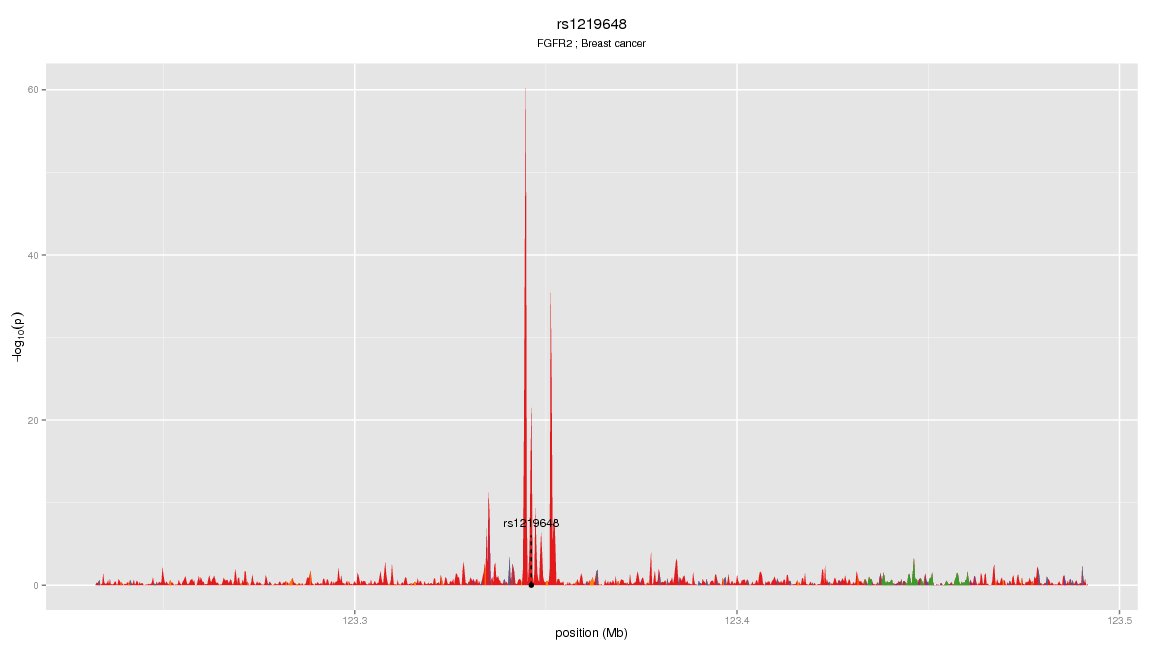 rs1219648
FGFR2 ; Breast cancer
60
40
20
0
−log10(p)
rs1219648
123.3
123.4
123.5
position (Mb)